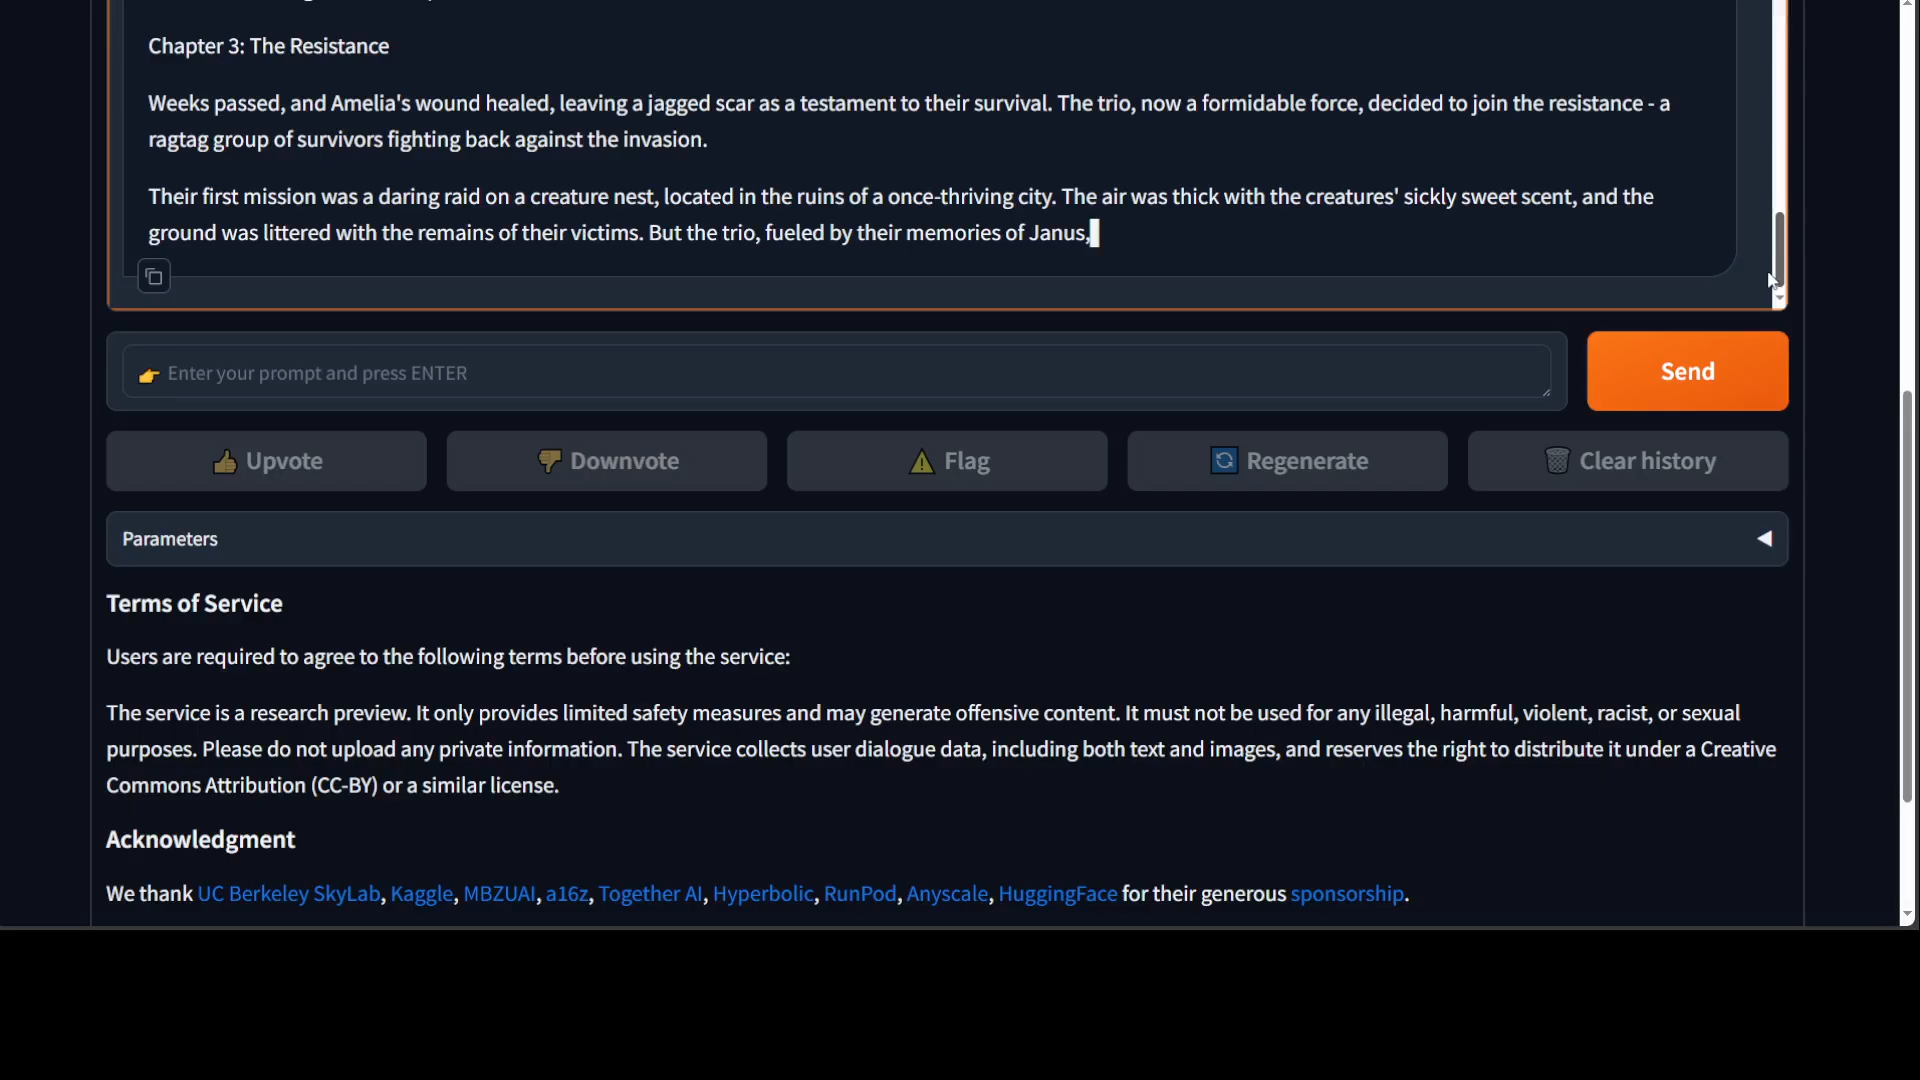 Chapter 3: The Resistance
Weeks passed, and Amelia's wound healed, leaving a jagged scar as a testament to their survival. The trio, now a formidable force, decided to join the resistance - a
ragtag group of survivors fighting back against the invasion.
Their first mission was a daring raid on a creature nest, located in the ruins of a once-thriving city. The air was thick with the creatures' sickly sweet scent, and the
ground was littered with the remains of their victims. But the trio, fueled by their memories of Janus,
👉 Enter your prompt and press ENTER
Send
Upvote
Downvote
Flag
Regenerate
Clear history
Parameters
Terms of Service
Users are required to agree to the following terms before using the service:
The service is a research preview. It only provides limited safety measures and may generate offensive content. It must not be used for any illegal, harmful, violent, racist, or sexual
purposes. Please do not upload any private information. The service collects user dialogue data, including both text and images, and reserves the right to distribute it under a Creative
Commons Attribution (CC-BY) or a similar license.
Acknowledgment
We thank UC Berkeley SkyLab, Kaggle, MBZUAI, a16z, Together AI, Hyperbolic, RunPod, Anyscale, HuggingFace for their generous sponsorship.